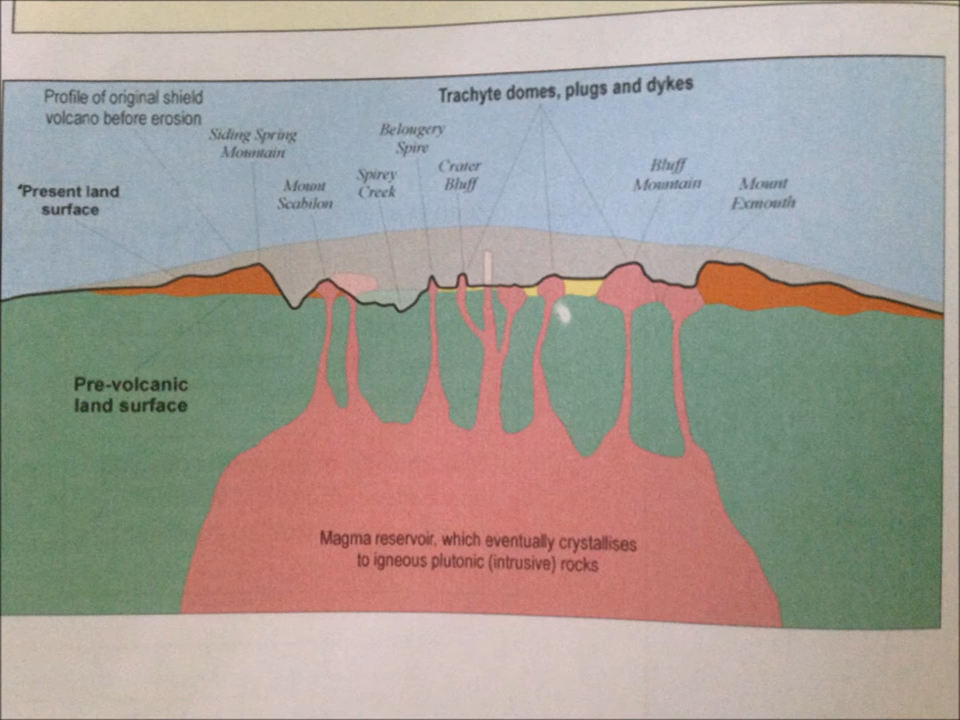 Profile of original shield
volcano before erosion
Trachyte domes, plugs and dykes
Siding Spring
Mountain
Belougery
Spire
Mount
Scabilon
Spirey
Creek
Crater
Bluff
Bluff
Mountain
Mount
Exmouth
Present land
surface
Pre-volcanic
land surface
Magma reservoir, which eventually crystallises
to igneous plutonic (intrusive) rocks